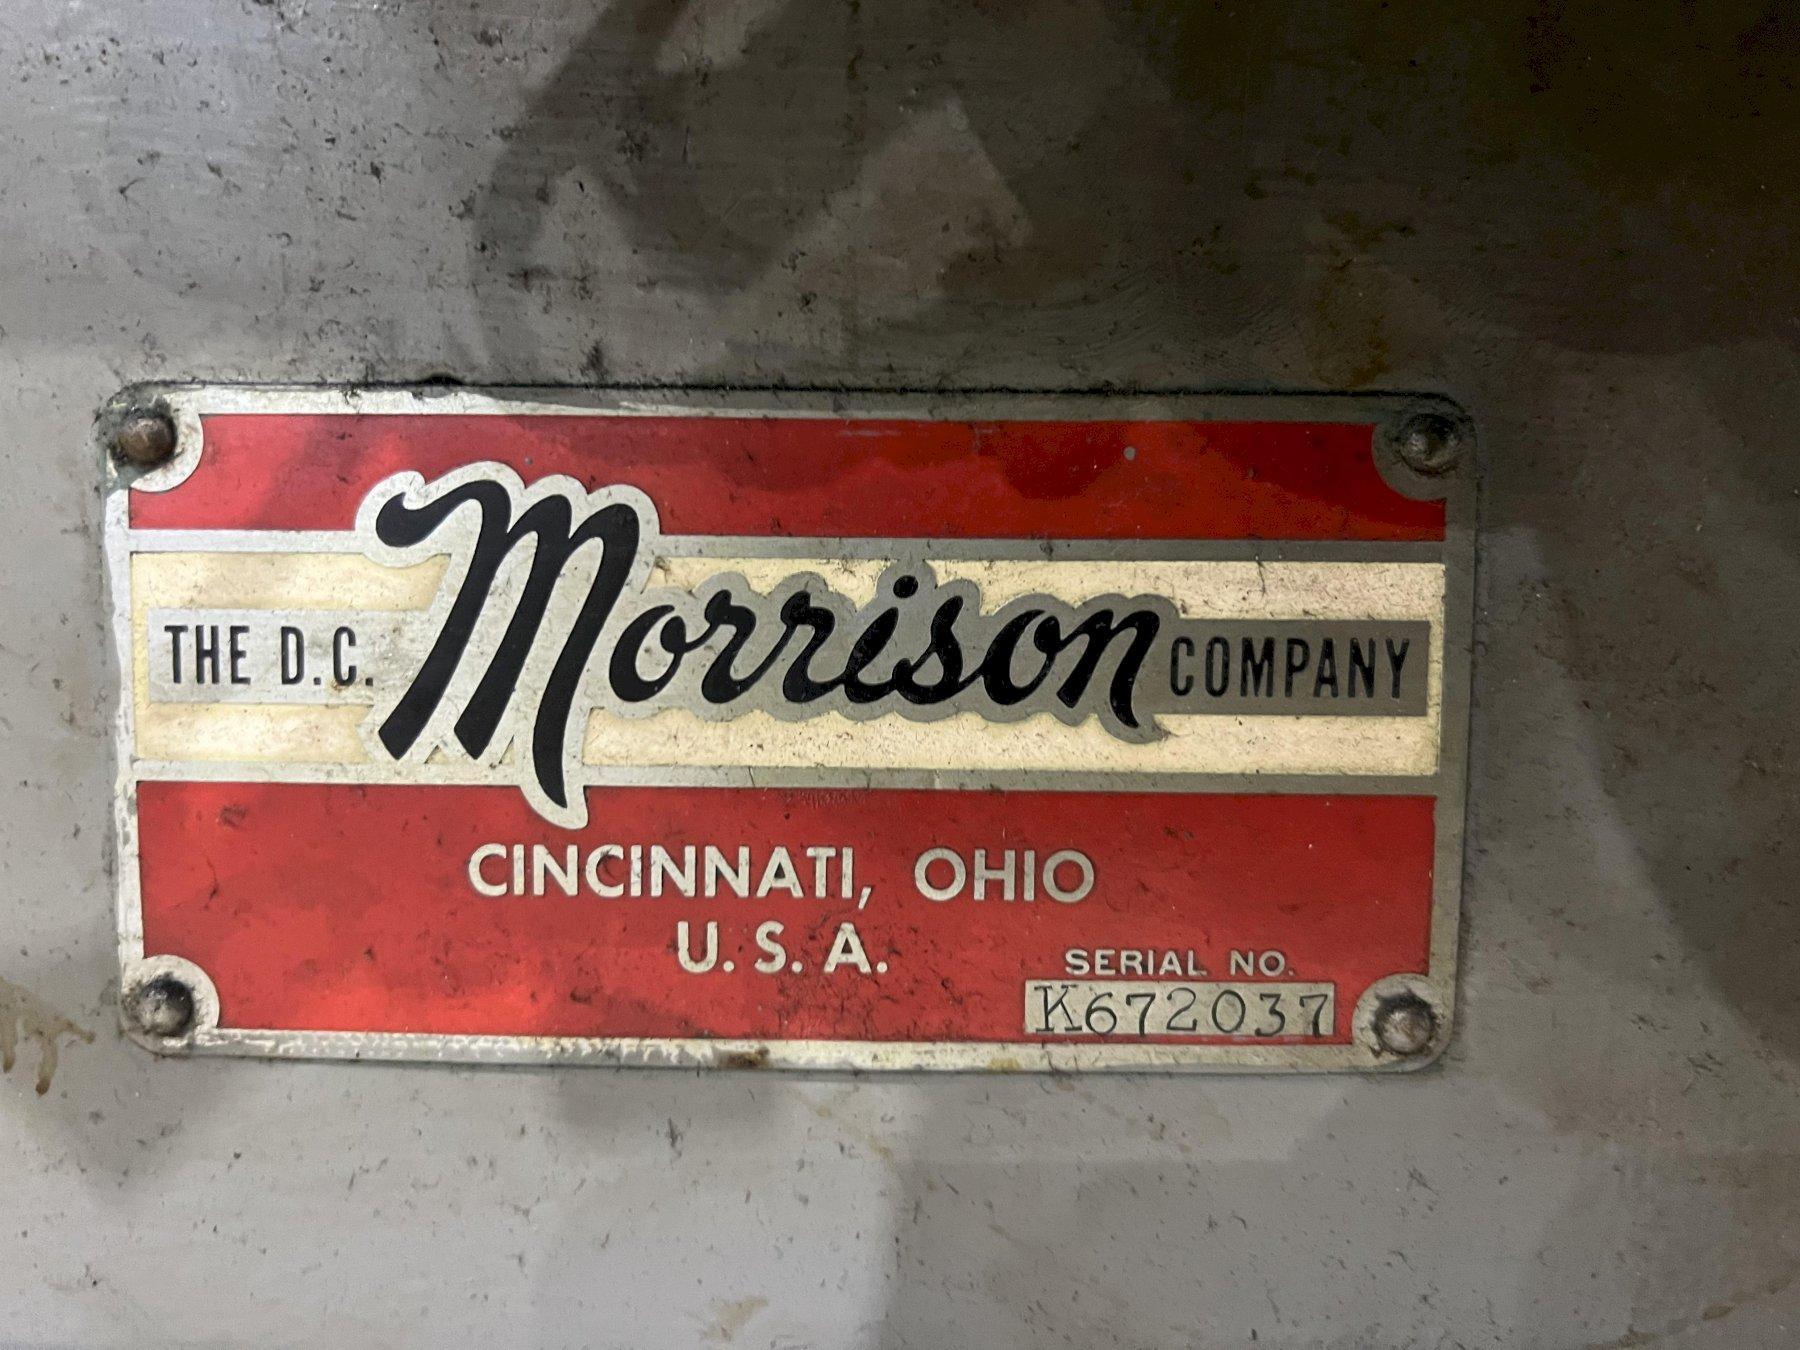 THE D.C. Morrison COMPANY
CINCINNATI, OHIO
U.S.A.
SERIAL NO.
K672037